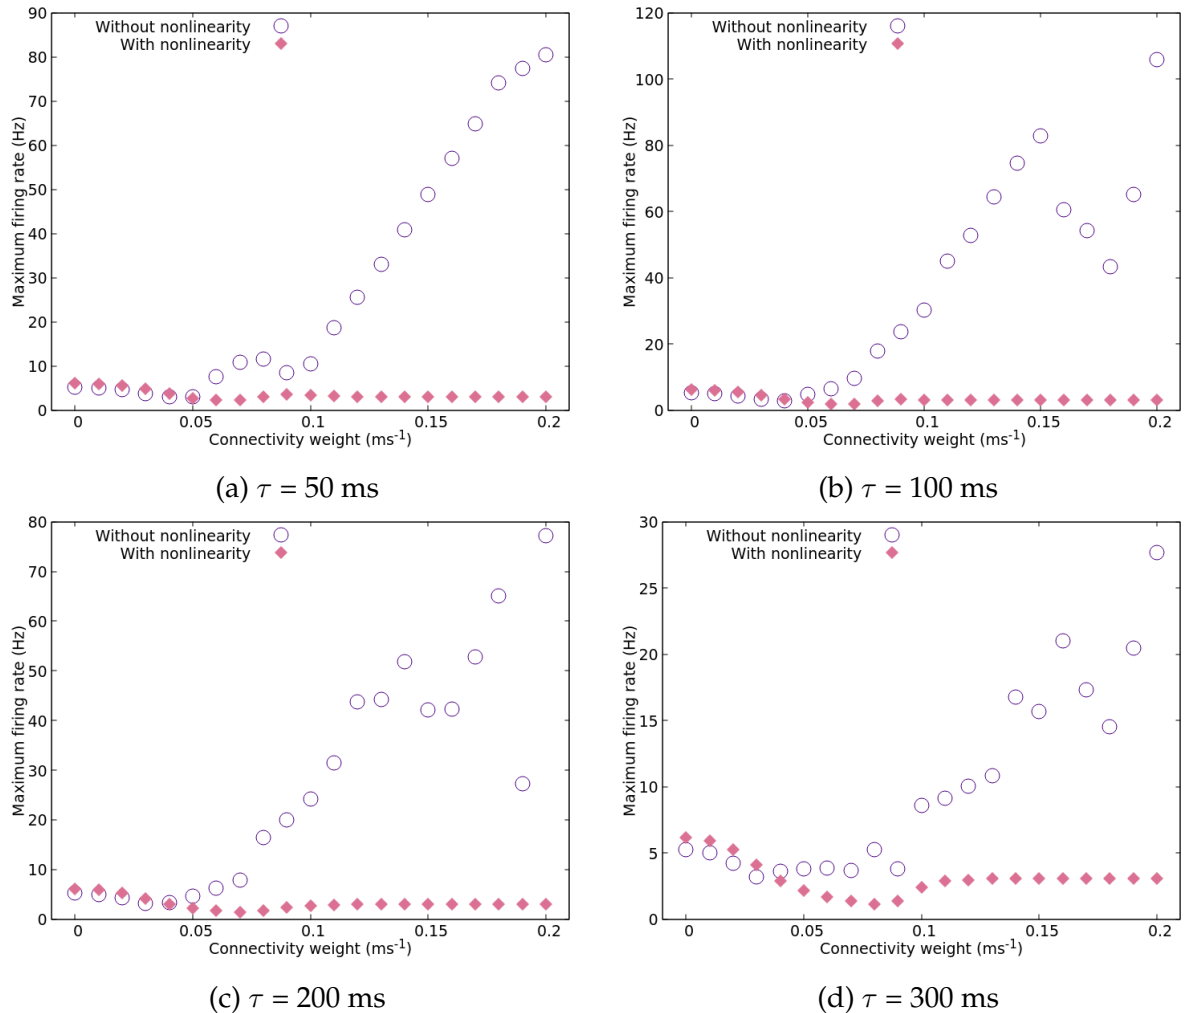 90
80
70
60
50
40
30
20
10
0
Without nonlinearity
With nonlinearity
Maximum firing rate (Hz)
0 0.05 0.1 0.15 0.2
Connectivity weight (ms-1)
(a) τ = 50 ms
120
100
80
60
40
20
0
Without nonlinearity
With nonlinearity
Maximum firing rate (Hz)
0 0.05 0.1 0.15 0.2
Connectivity weight (ms-1)
(b) τ = 100 ms
80
70
60
50
40
30
20
10
0
Without nonlinearity
With nonlinearity
Maximum firing rate (Hz)
0 0.05 0.1 0.15 0.2
Connectivity weight (ms-1)
(c) τ = 200 ms
30
25
20
15
10
5
0
Without nonlinearity
With nonlinearity
Maximum firing rate (Hz)
0 0.05 0.1 0.15 0.2
Connectivity weight (ms-1)
(d) τ = 300 ms